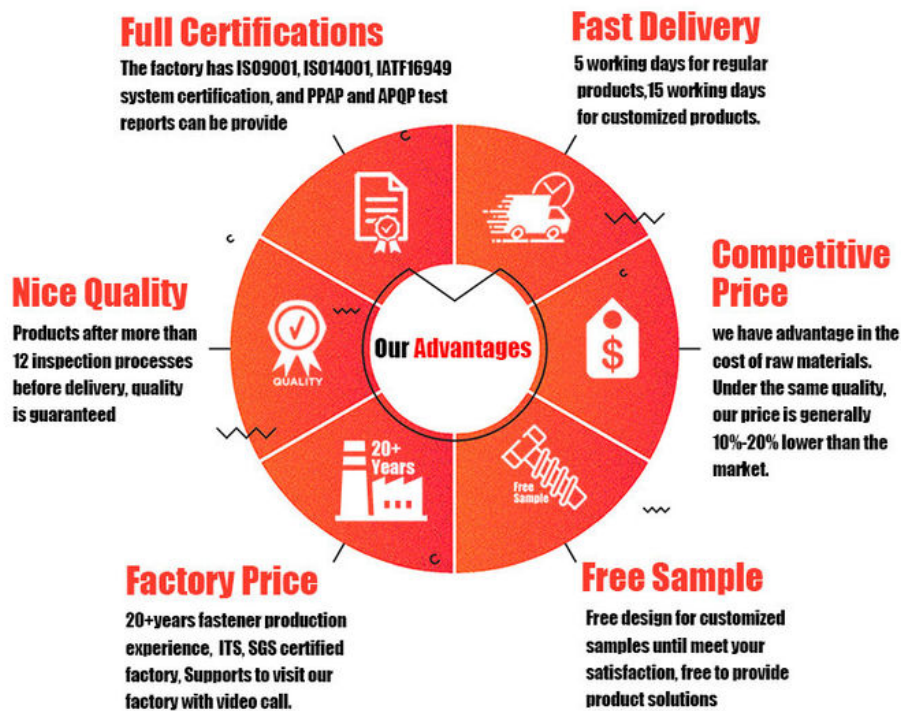 Full Certifications
The factory has ISO9001, ISO14001, IATF16949
system certification, and PPAP and APQP test
reports can be provide
Fast Delivery
5 working days for regular
products,15 working days
for customized products.
Nice Quality
Products after more than
12 inspection processes
before delivery, quality
is guaranteed
QUALITY
Our Advantages
$
Competitive
Price
we have advantage in the
cost of raw materials.
Under the same quality,
our price is generally
10%-20% lower than the
market.
20+
Years
Free
Sample
Factory Price
20+years fastener production
experience, ITS, SGS certified
factory, Supports to visit our
factory with video call.
Free Sample
Free design for customized
samples until meet your
satisfaction, free to provide
product solutions